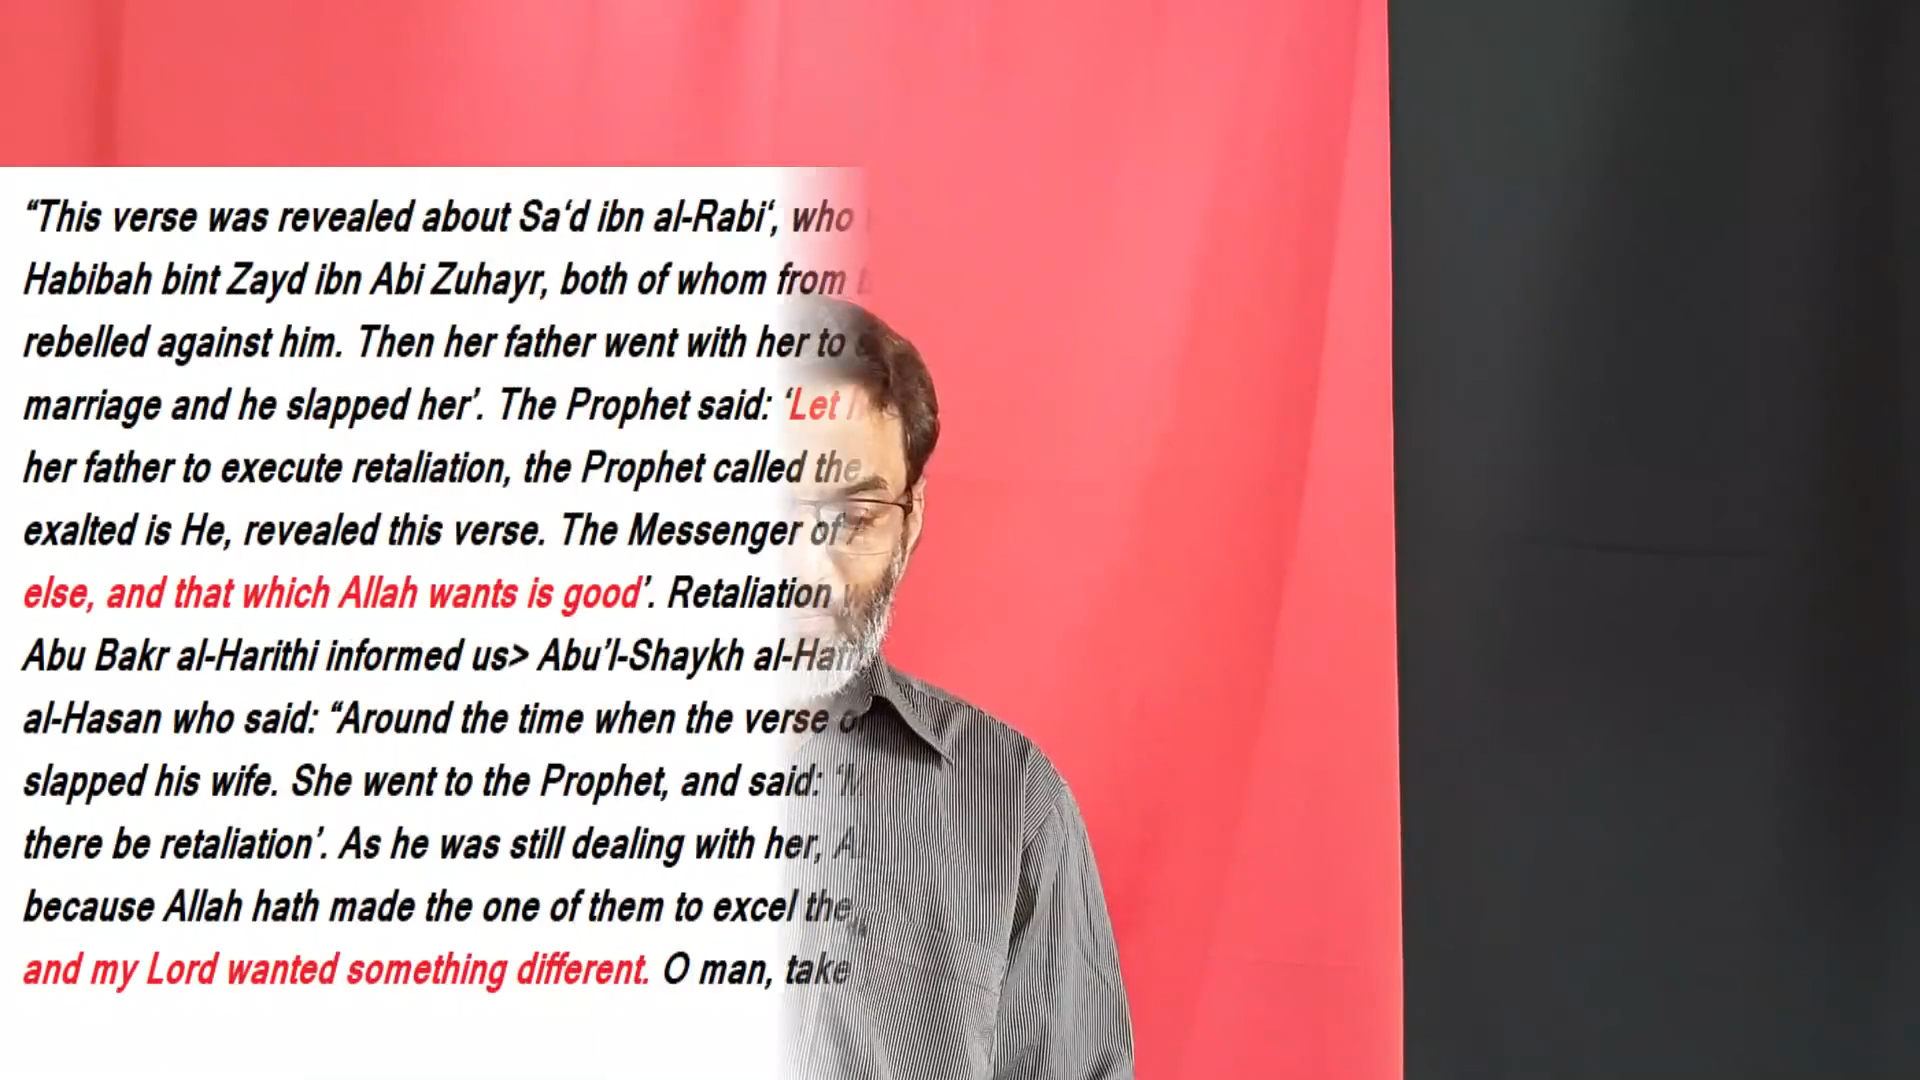 “This verse was revealed about Sa‘d ibn al-Rabi‘, who
Habibah bint Zayd ibn Abi Zuhayr, both of whom from
rebelled against him. Then her father went with her to
marriage and he slapped her’. The Prophet said: ‘Let
her father to execute retaliation, the Prophet called the
exalted is He, revealed this verse. The Messenger of
else, and that which Allah wants is good’. Retaliation
Abu Bakr al-Harithi informed us> Abu’l-Shaykh
al-Hasan who said: “Around the time when the verse
slapped his wife. She went to the Prophet, and said:
there be retaliation’. As he was still dealing with her,
because Allah hath made the one of them to excel the
and my Lord wanted something different. O man, take